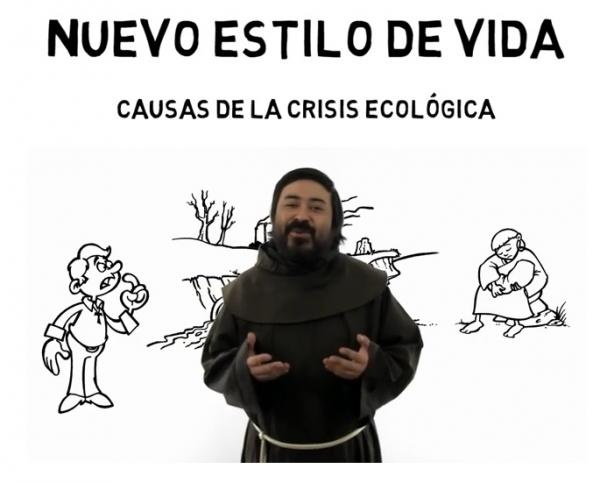 NUEVO ESTILO DE VIDA
CAUSAS DE LA CRISIS ECOLÓGICA